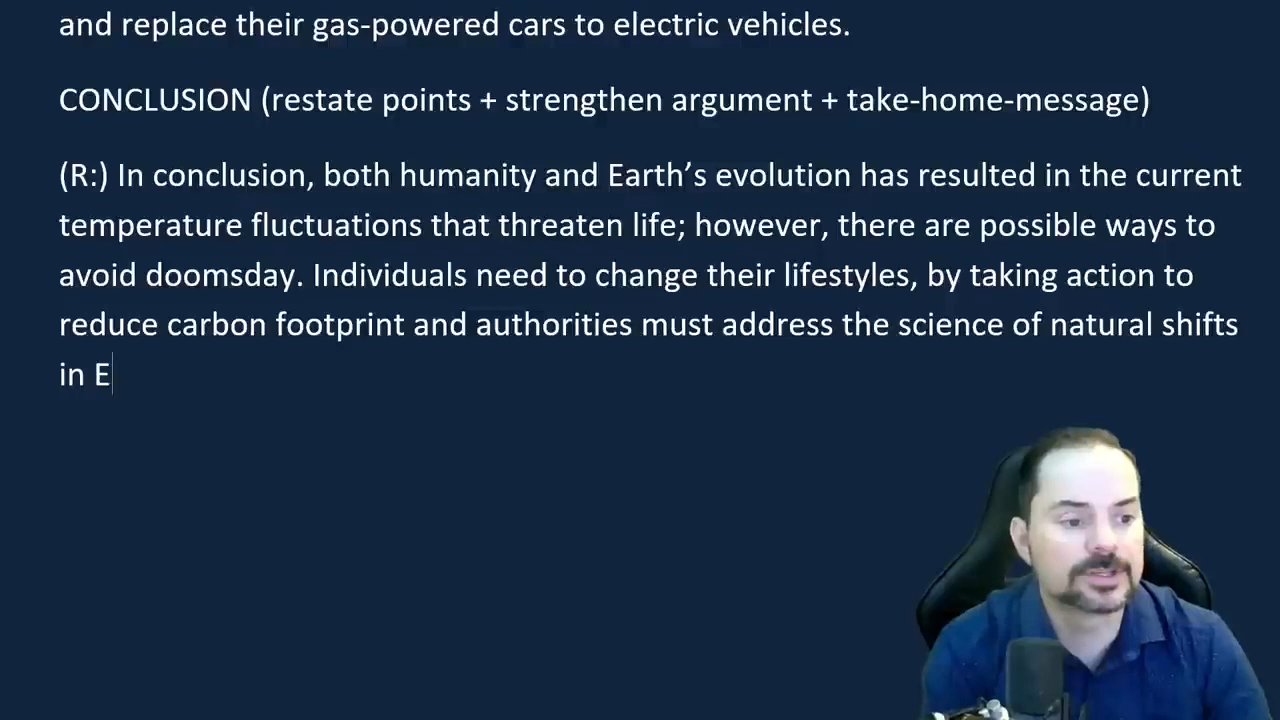 and replace their gas-powered cars to electric vehicles.
CONCLUSION (restate points + strengthen argument + take-home-message)
(R:) In conclusion, both humanity and Earth’s evolution has resulted in the current
temperature fluctuations that threaten life; however, there are possible ways to
avoid doomsday. Individuals need to change their lifestyles, by taking action to
reduce carbon footprint and authorities must address the science of natural shifts
in E